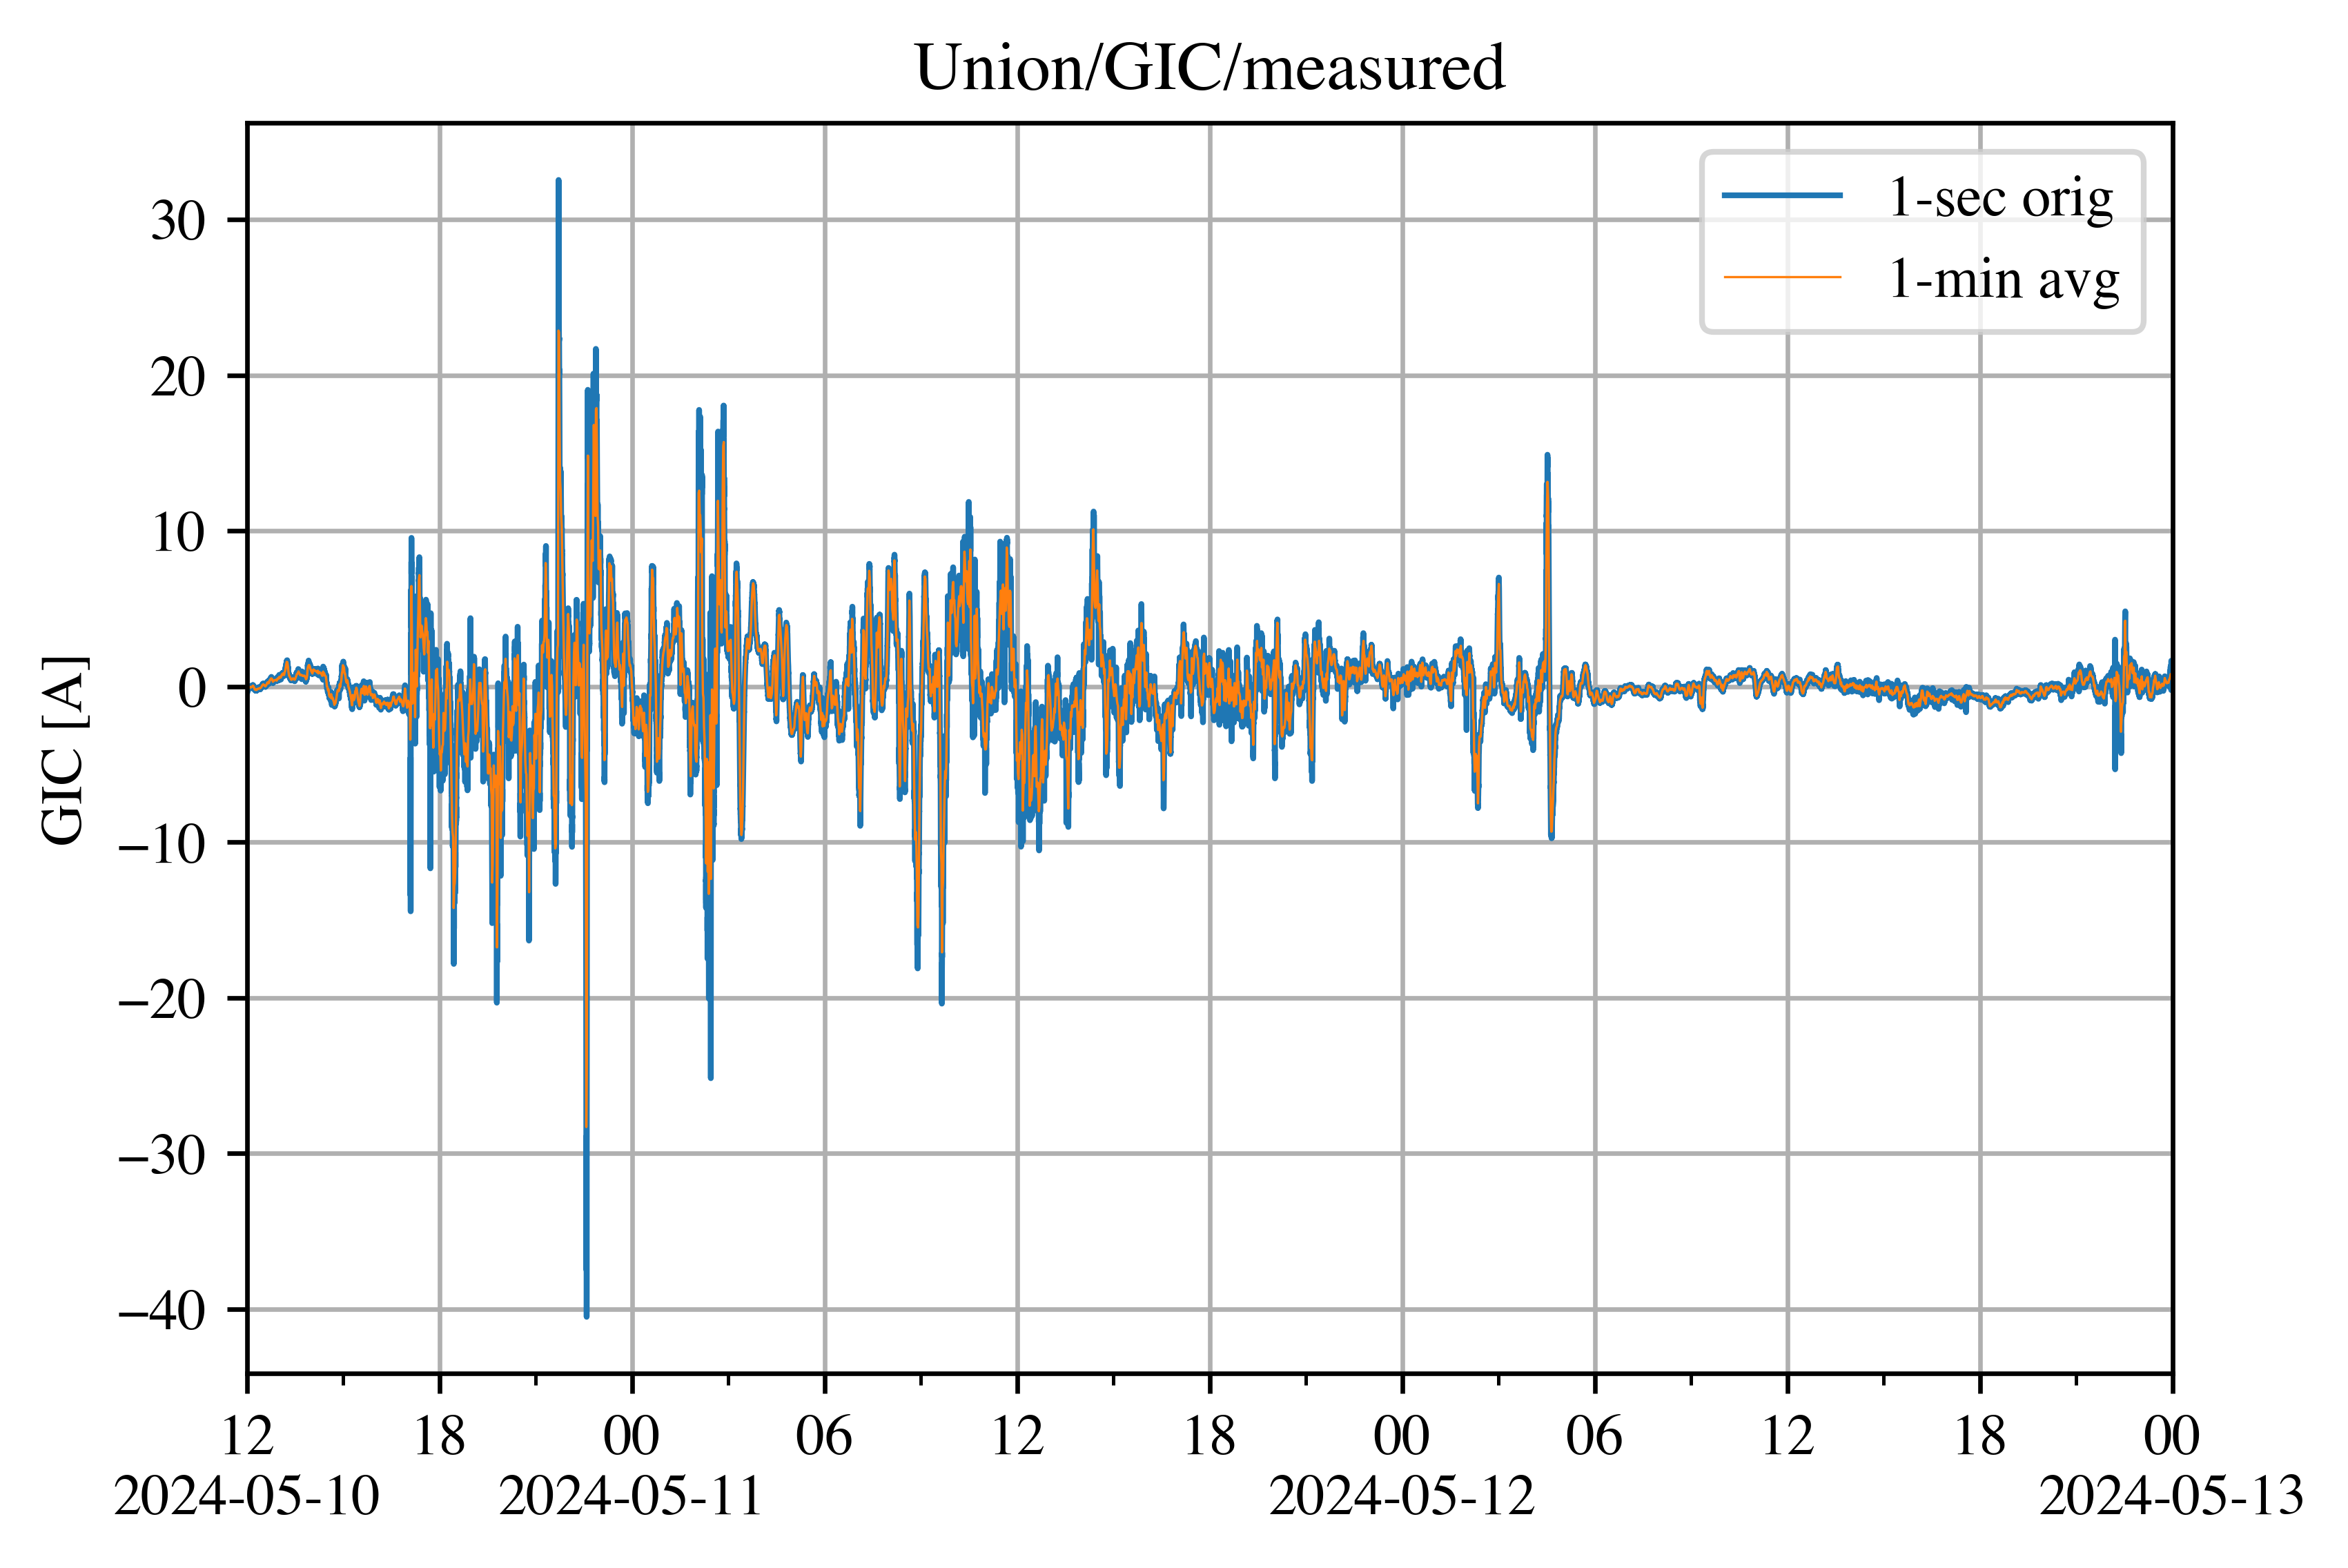 Union/GIC/measured
1-sec orig
1-min avg
GIC [A]
30
20
10
0
−10
−20
−30
−40
12 18 00 06 12 18 00 06 12 18 00
2024-05-10 2024-05-11 2024-05-12 2024-05-13